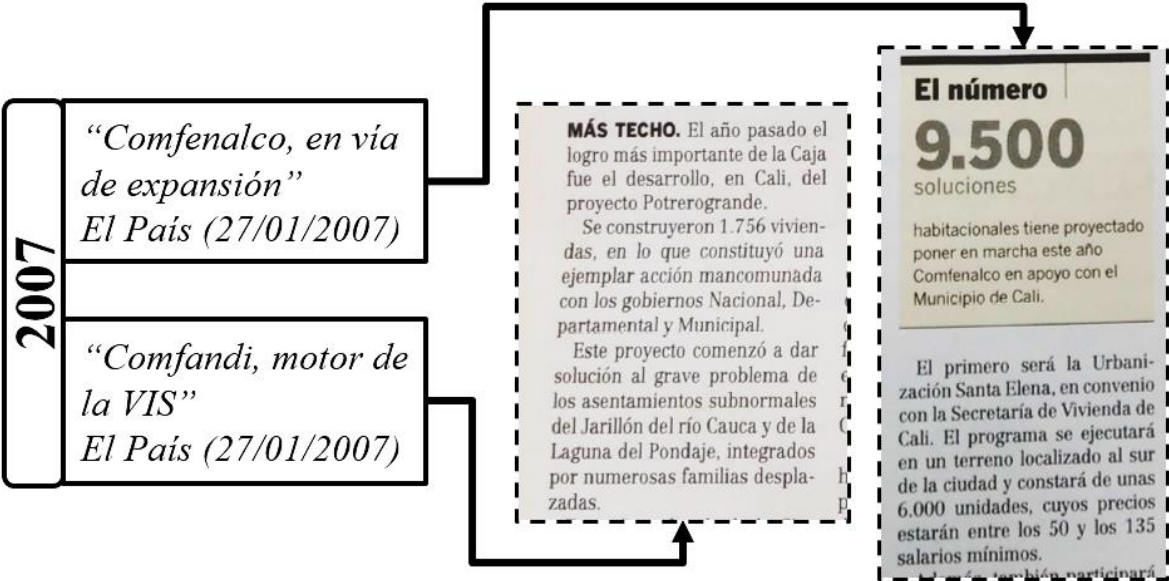 2007
“Comfenalco, en vía
de expansión”
El País (27/01/2007)
“Comfandi, motor de
la VIS”
El País (27/01/2007)
MÁS TECHO. El año pasado el
logro más importante de la Caja
fue el desarrollo, en Cali, del
proyecto Potrerogrande.
Se construyeron 1.756 vivien-
das, en lo que constituyó una
ejemplar acción mancomunada
con los gobiernos Nacional, De-
partamental y Municipal.
Este proyecto comenzó a dar
solución al grave problema de
los asentamientos subnormales
del Jarillón del río Cauca y de la
Laguna del Pondaje, integrados
por numerosas familias despla-
zadas.
El número
9.500
soluciones
habitacionales tiene proyectado
poner en marcha este año
Comfenalco en apoyo con el
Municipio de Cali.
El primero será la Urbani-
zación Santa Elena, en convenio
con la Secretaría de Vivienda de
Cali. El programa se ejecutará
en un terreno localizado al sur
de la ciudad y constará de unas
6.000 unidades, cuyos precios
estarán entre los 50 y los 135
salarios mínimos.
también participará